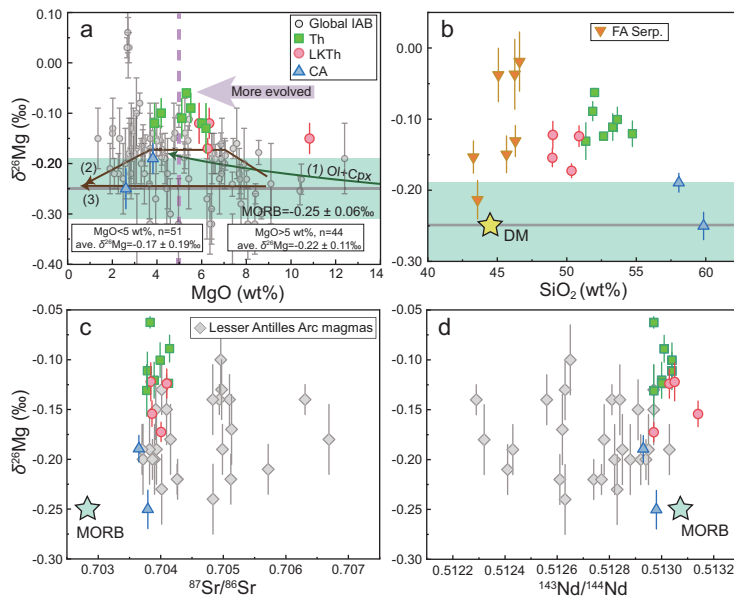 a
Global IAB
Th
LKTh
CA
More evolved
(2)
(1) Ol+Cpx
(3)
MORB=-0.25 ± 0.06‰
MgO<5 wt%, n=51
ave. δ²⁶Mg=-0.17 ± 0.19‰
MgO>5 wt%, n=44
ave. δ²⁶Mg=-0.22 ± 0.11‰
0.00
-0.10
-0.20
-0.30
-0.40
δ²⁶Mg (‰)
0 2 4 6 8 10 12 14
MgO (wt%)
b
FA Serp.
DM
0.00
-0.10
-0.20
-0.30
40 45 50 55 60
SiO₂ (wt%)
c
Lesser Antilles Arc magmas
MORB
-0.05
-0.10
-0.15
-0.20
-0.25
-0.30
δ²⁶Mg (‰)
0.703 0.704 0.705 0.706 0.707
⁸⁷Sr/⁸⁶Sr
d
MORB
0.5122 0.5124 0.5126 0.5128 0.5130 0.5132
¹⁴³Nd/¹⁴⁴Nd